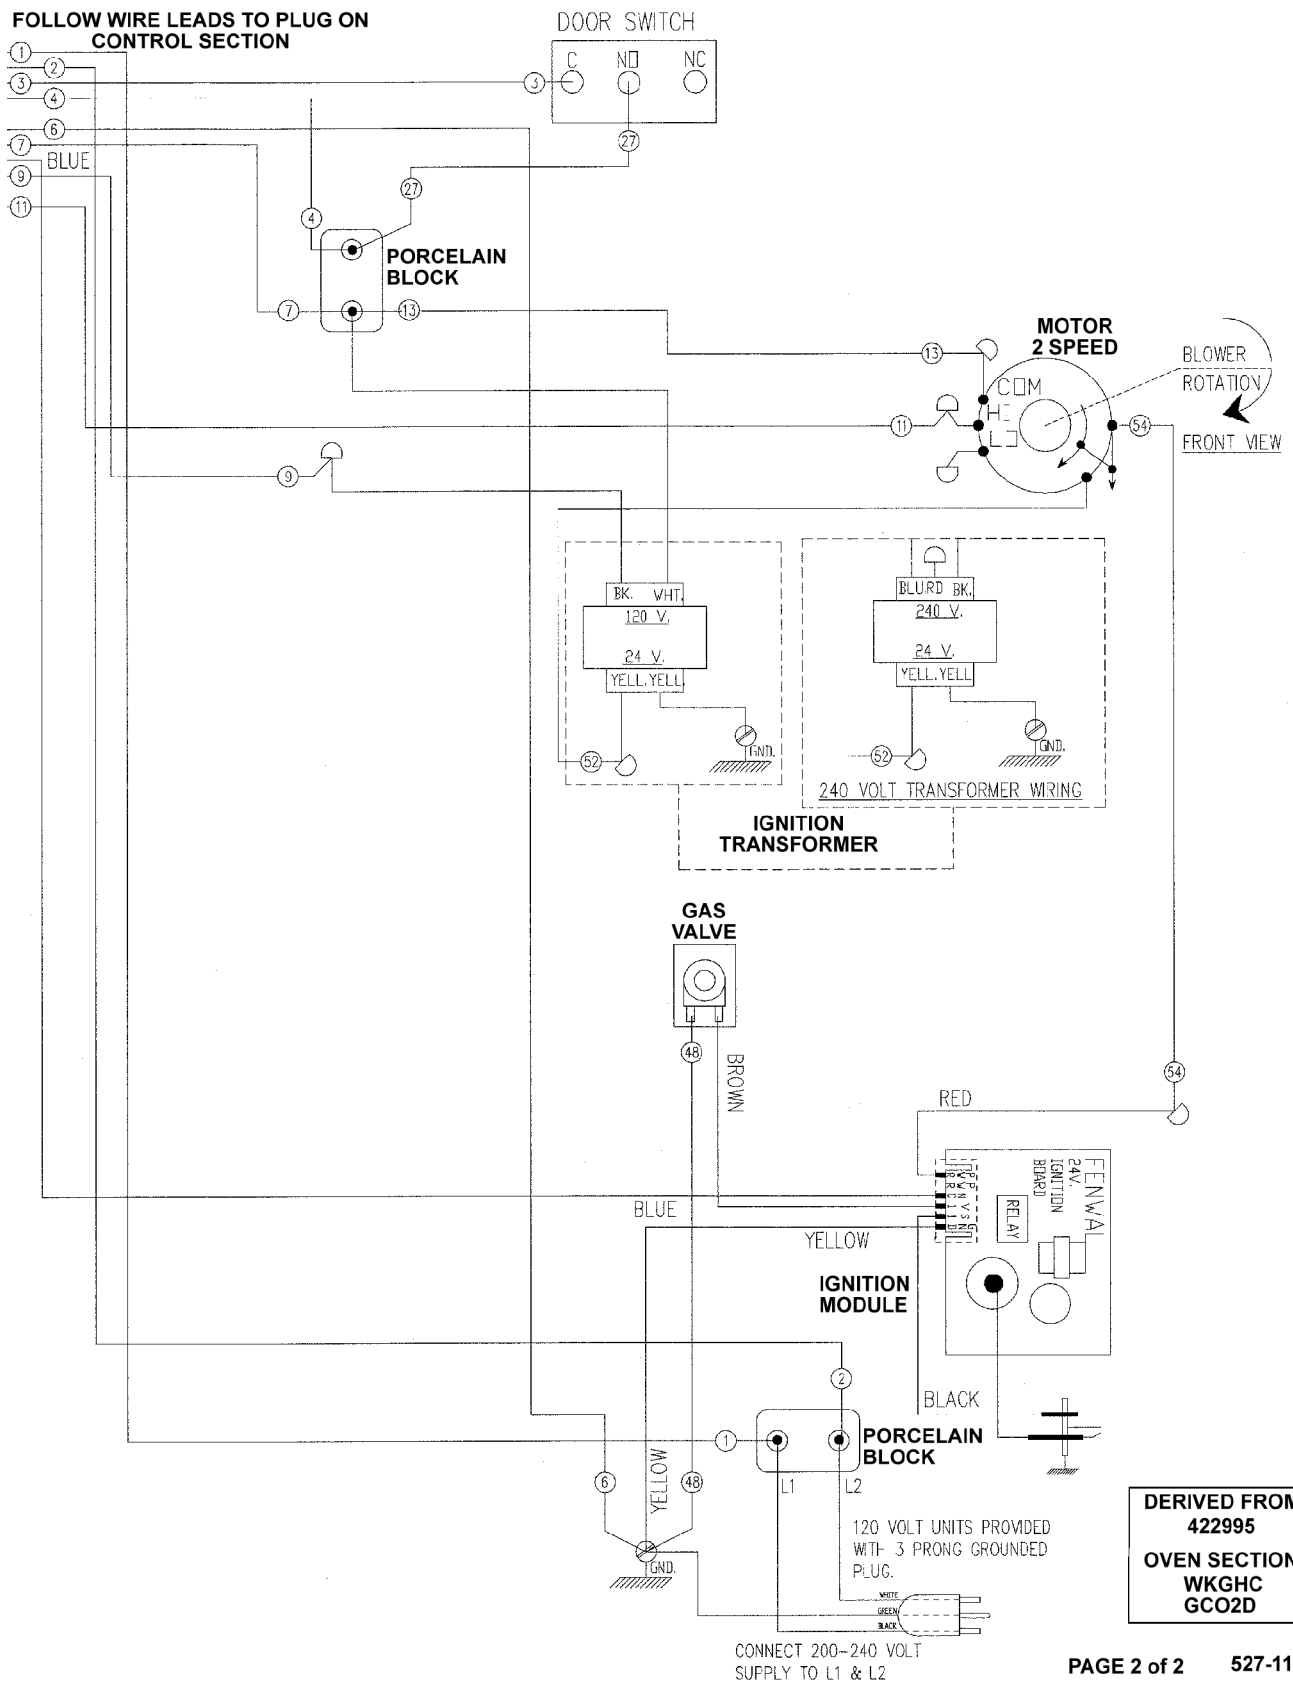 FOLLOW WIRE LEADS TO PLUG ON
CONTROL SECTION
DOOR SWITCH
C NO NC
1
2
3
3
4
6
7
BLUE
9
11
27
27
4
PORCELAIN
BLOCK
7
13
MOTOR
2 SPEED
13
BLOWER
ROTATION
FRONT VIEW
COM
HI
LO
11
54
9
BK. WHT.
120 V.
24 V.
YELL. YELL.
GND.
52
BLU.RD BK.
240 V.
24 V.
YELL. YELL
GND.
52
240 VOLT TRANSFORMER WIRING
IGNITION
TRANSFORMER
GAS
VALVE
48
BROWN
54
RED
FENWAL
24V.
IGNITION
BOARD
RELAY
BLUE
YELLOW
IGNITION
MODULE
2
BLACK
1
PORCELAIN
BLOCK
L1 L2
6
YELLOW
48
GND.
120 VOLT UNITS PROVIDED
WITH 3 PRONG GROUNDED
PLUG.
WHITE
GREEN
BLACK
CONNECT 200-240 VOLT
SUPPLY TO L1 & L2
DERIVED FROM
422995
OVEN SECTION
WKGHC
GCO2D
PAGE 2 of 2 527-11